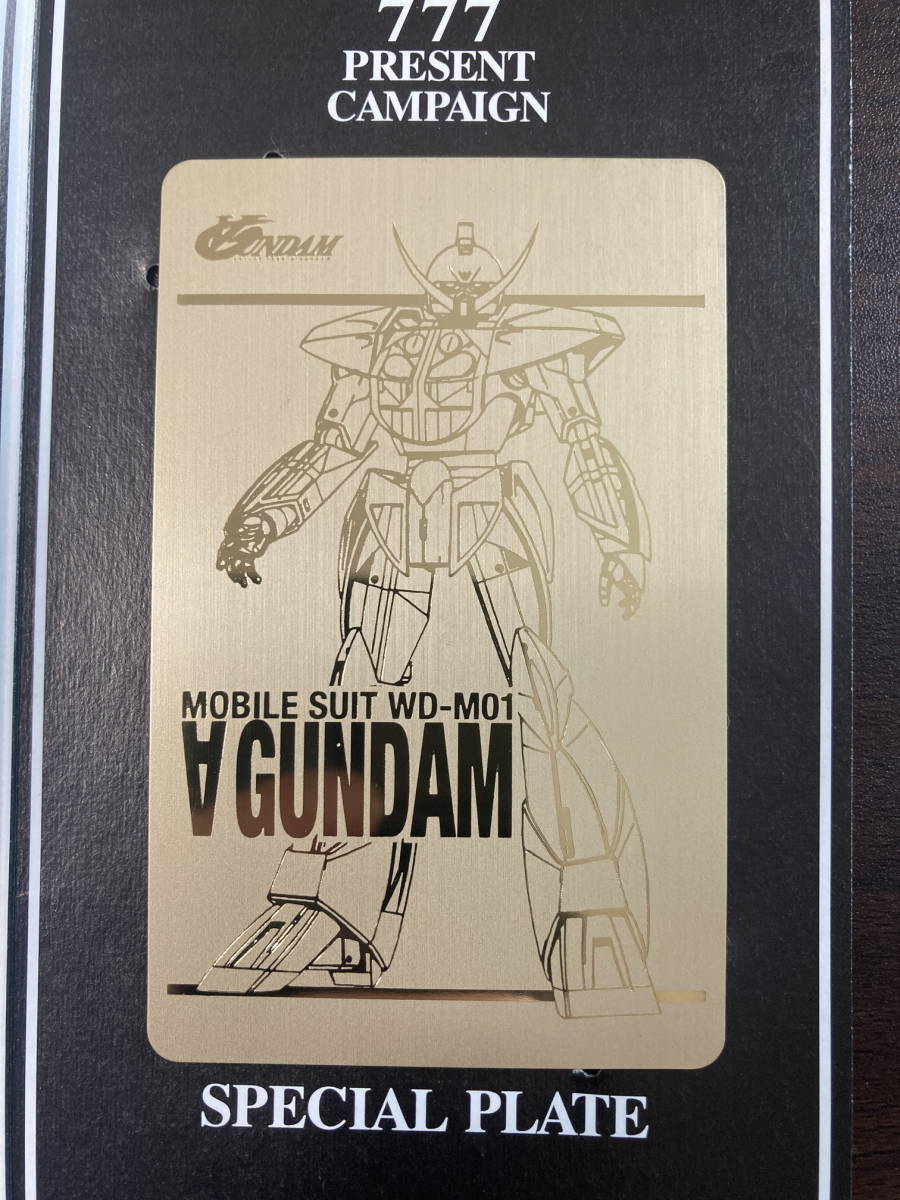 777
PRESENT
CAMPAIGN
∀GUNDAM
MOBILE SUIT WD-M01
∀ GUNDAM
SPECIAL PLATE